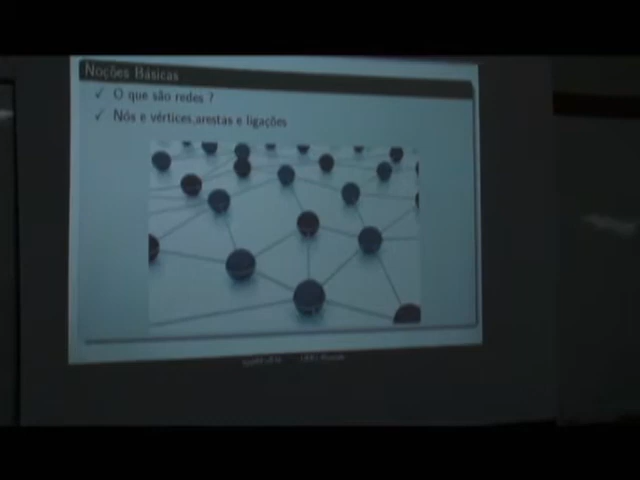 Noções Básicas
O que são redes ?
Nós e vértices,arestas e ligações